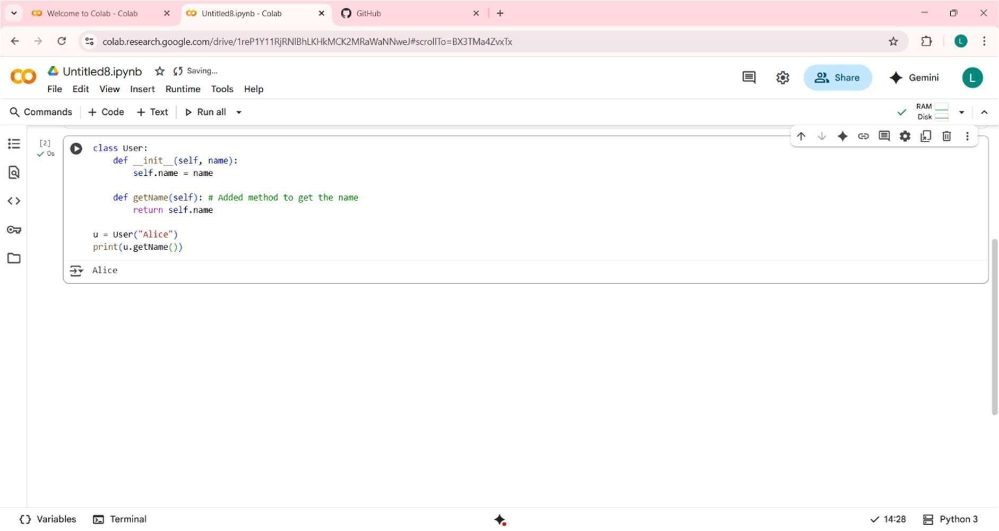 Welcome to Colab - Colab
Untitled8.ipynb - Colab
GitHub
colab.research.google.com/drive/1reP1Y11RjRNlBhLKHkMCK2MRaWaNNweJ#scrollTo=BX3TMa4ZvxTx
L
Untitled8.ipynb
Saving...
File Edit View Insert Runtime Tools Help
Share
Gemini
L
Commands
+ Code
+ Text
Run all
RAM
Disk
[2]
0s
class User:
    def __init__(self, name):
        self.name = name
    def getName(self): # Added method to get the name
        return self.name
u = User("Alice")
print(u.getName())
Alice
Variables
Terminal
14:28
Python 3